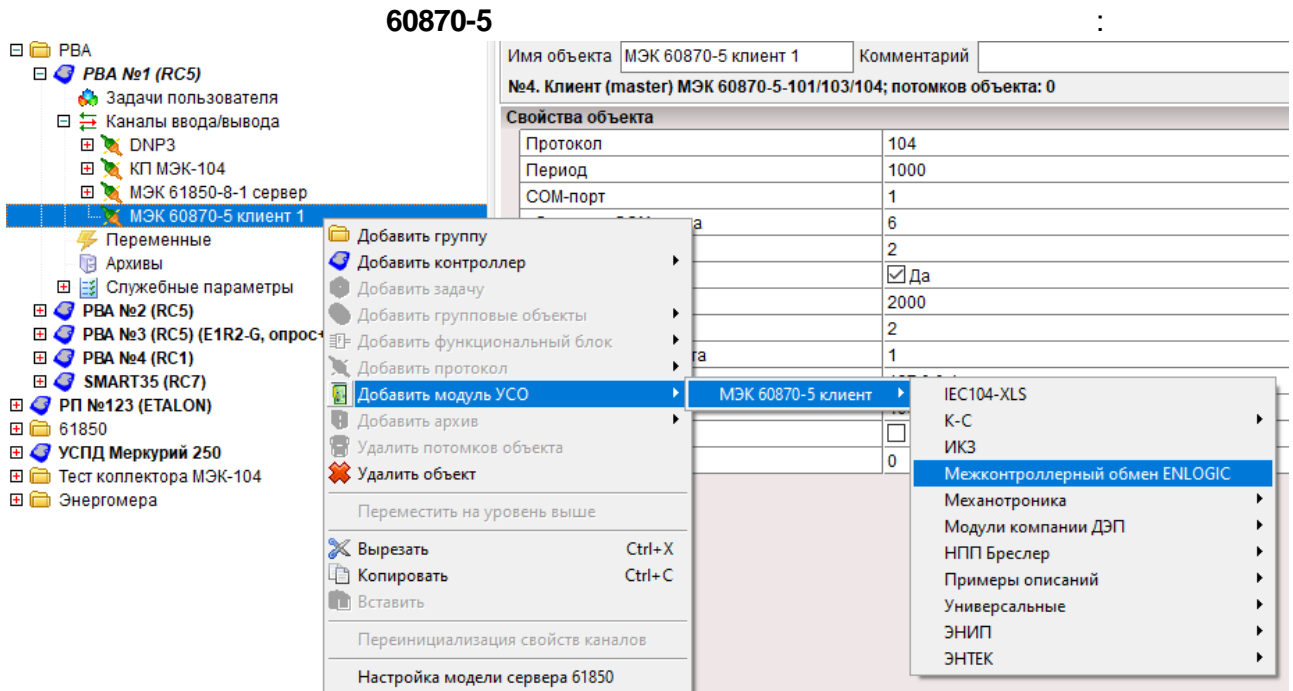 60870-5 :
РВА
РВА №1 (RC5)
Задачи пользователя
Каналы ввода/вывода
DNP3
КП МЭК-104
МЭК 61850-8-1 сервер
МЭК 60870-5 клиент 1
Переменные
Архивы
Служебные параметры
РВА №2 (RC5)
РВА №3 (RC5) (E1R2-G, опрос+
РВА №4 (RC1)
SMART35 (RC7)
РП №123 (ETALON)
61850
УСПД Меркурий 250
Тест коллектора МЭК-104
Энергомера
Имя объекта МЭК 60870-5 клиент 1 Комментарий
№4. Клиент (master) МЭК 60870-5-101/103/104; потомков объекта: 0
Свойства объекта
Протокол 104
Период 1000
COM-порт 1
6
2
Да
2000
2
1
0
Добавить группу
Добавить контроллер
Добавить задачу
Добавить групповые объекты
Добавить функциональный блок
Добавить протокол
Добавить модуль УСО
Добавить архив
Удалить потомков объекта
Удалить объект
Переместить на уровень выше
Вырезать Ctrl+X
Копировать Ctrl+C
Вставить
Переинициализация свойств каналов
Настройка модели сервера 61850
МЭК 60870-5 клиент
IEC104-XLS
К-С
ИКЗ
Межконтроллерный обмен ENLOGIC
Механотроника
Модули компании ДЭП
НПП Бреслер
Примеры описаний
Универсальные
ЭНИП
ЭНТЕК